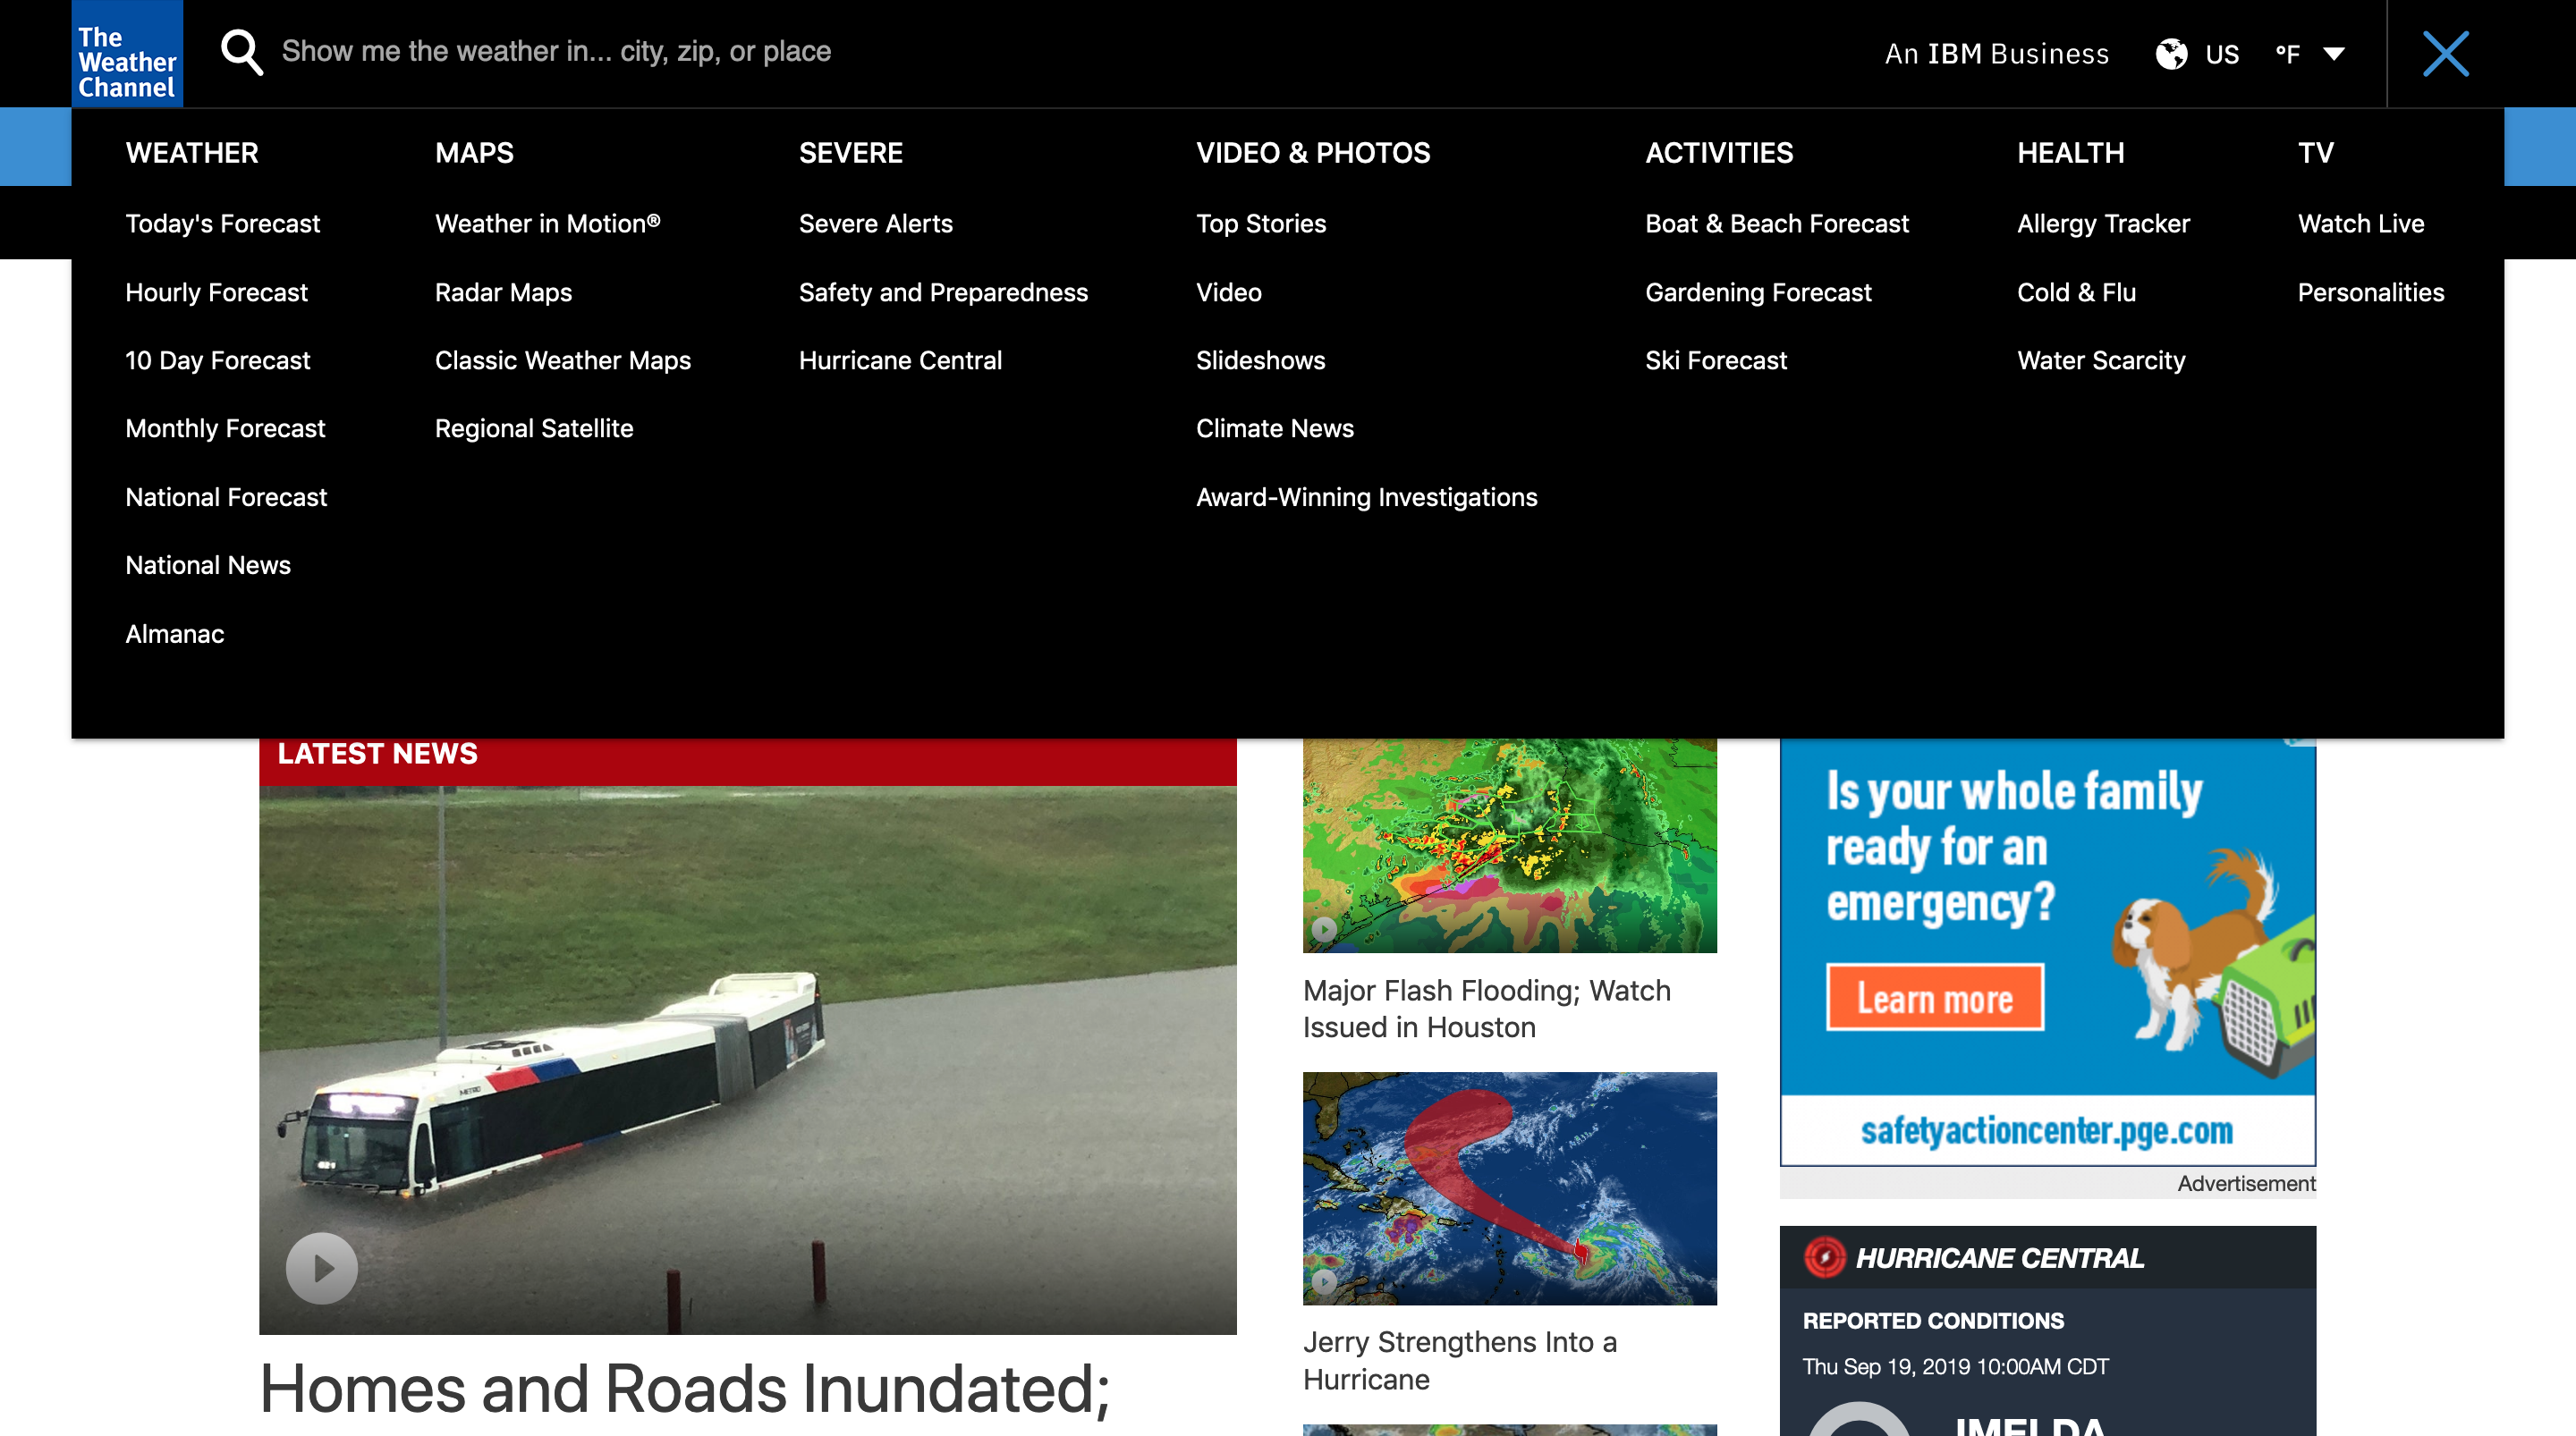 The
Weather
Channel
Show me the weather in... city, zip, or place
An IBM Business
US
°F
WEATHER
Today's Forecast
Hourly Forecast
10 Day Forecast
Monthly Forecast
National Forecast
National News
Almanac
MAPS
Weather in Motion®
Radar Maps
Classic Weather Maps
Regional Satellite
SEVERE
Severe Alerts
Safety and Preparedness
Hurricane Central
VIDEO & PHOTOS
Top Stories
Video
Slideshows
Climate News
Award-Winning Investigations
ACTIVITIES
Boat & Beach Forecast
Gardening Forecast
Ski Forecast
HEALTH
Allergy Tracker
Cold & Flu
Water Scarcity
TV
Watch Live
Personalities
LATEST NEWS
METRO
Homes and Roads Inundated;
Major Flash Flooding; Watch
Issued in Houston
Jerry Strengthens Into a
Hurricane
Is your whole family
ready for an
emergency?
Learn more
safetyactioncenter.pge.com
Advertisement
HURRICANE CENTRAL
REPORTED CONDITIONS
Thu Sep 19, 2019 10:00AM CDT
IMELDA